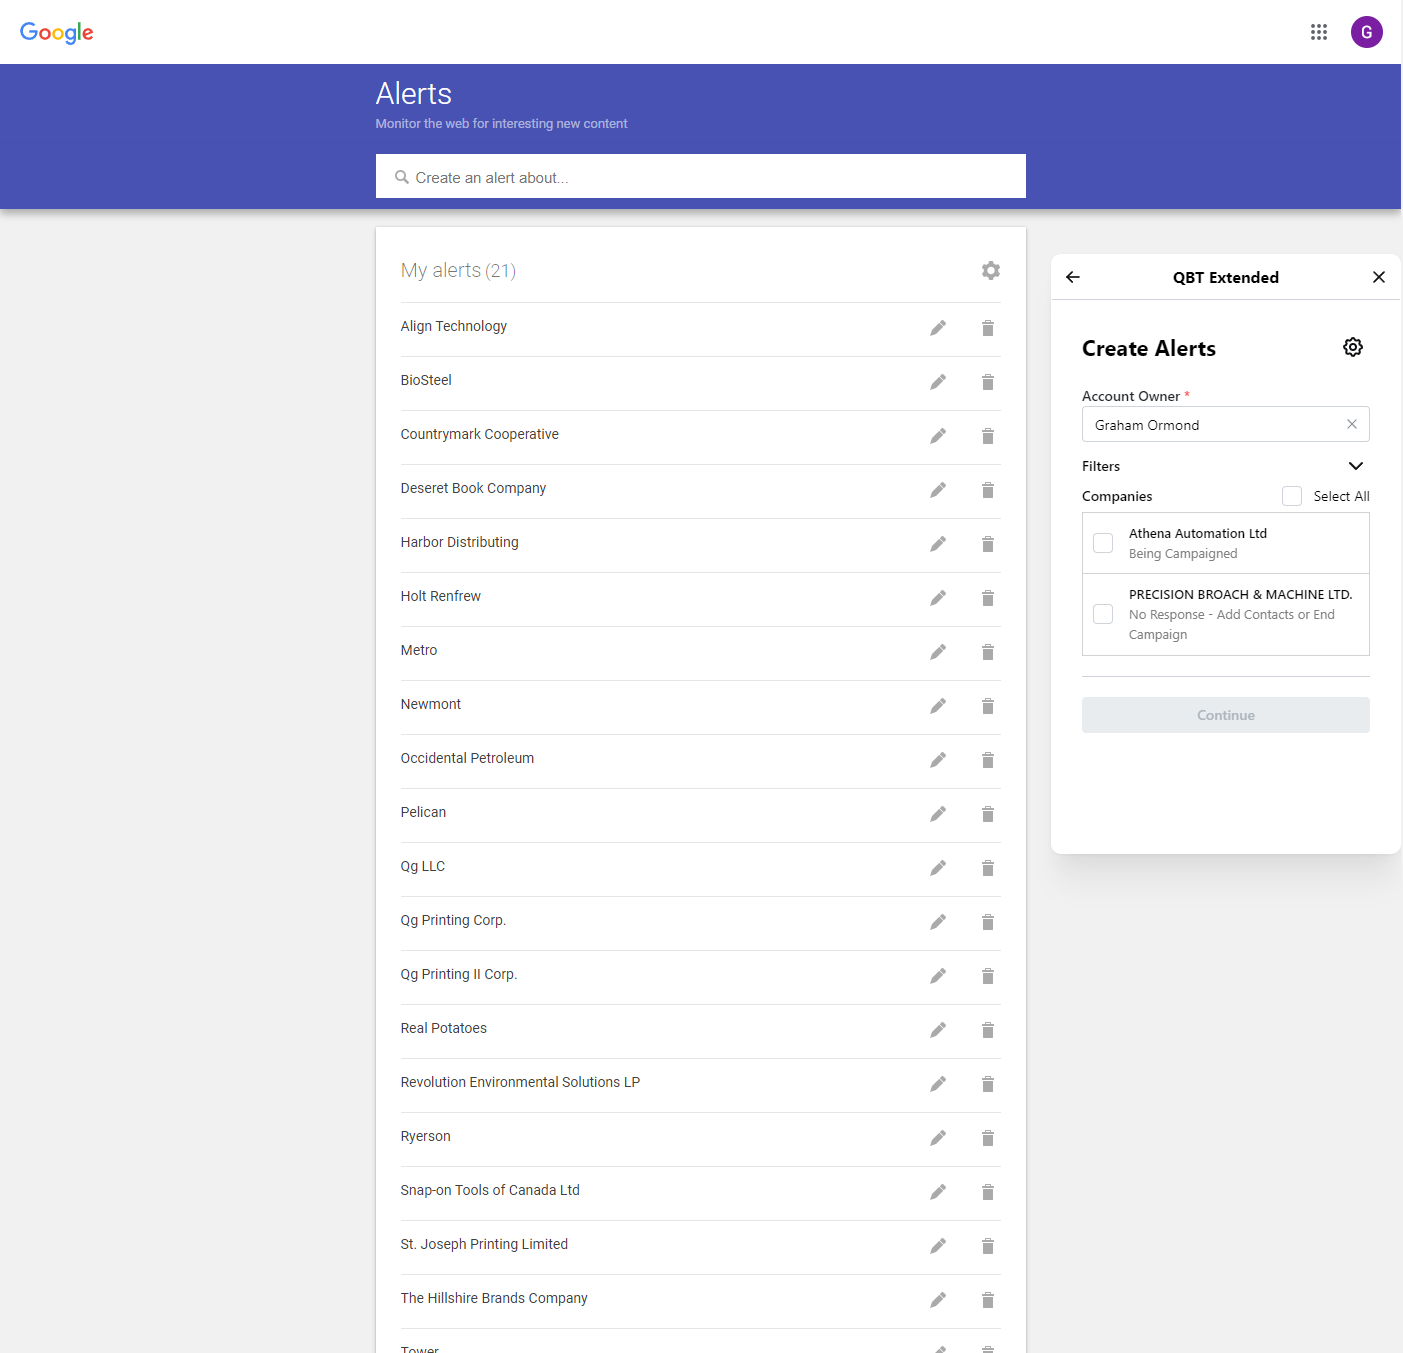 Google
G
Alerts
Monitor the web for interesting new content
Create an alert about...
My alerts (21)
Align Technology
BioSteel
Countrymark Cooperative
Deseret Book Company
Harbor Distributing
Holt Renfrew
Metro
Newmont
Occidental Petroleum
Pelican
Qg LLC
Qg Printing Corp.
Qg Printing II Corp.
Real Potatoes
Revolution Environmental Solutions LP
Ryerson
Snap-on Tools of Canada Ltd
St. Joseph Printing Limited
The Hillshire Brands Company
Tower
QBT Extended
Create Alerts
Account Owner *
Graham Ormond
Filters
Companies
Select All
Athena Automation Ltd
Being Campaigned
PRECISION BROACH & MACHINE LTD.
No Response - Add Contacts or End
Campaign
Continue